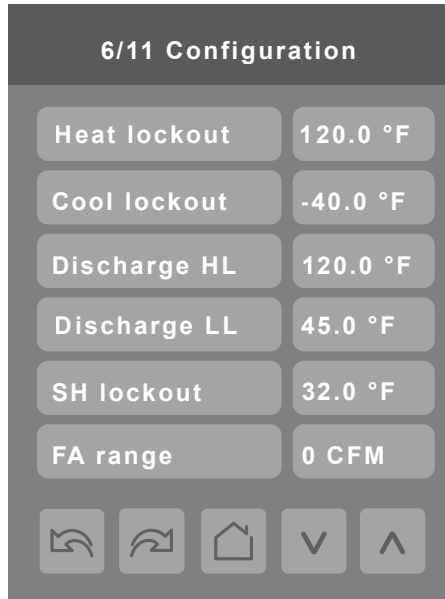 6/11 Configuration
Heat lockout 120.0 °F
Cool lockout -40.0 °F
Discharge HL 120.0 °F
Discharge LL 45.0 °F
SH lockout 32.0 °F
FA range 0 CFM